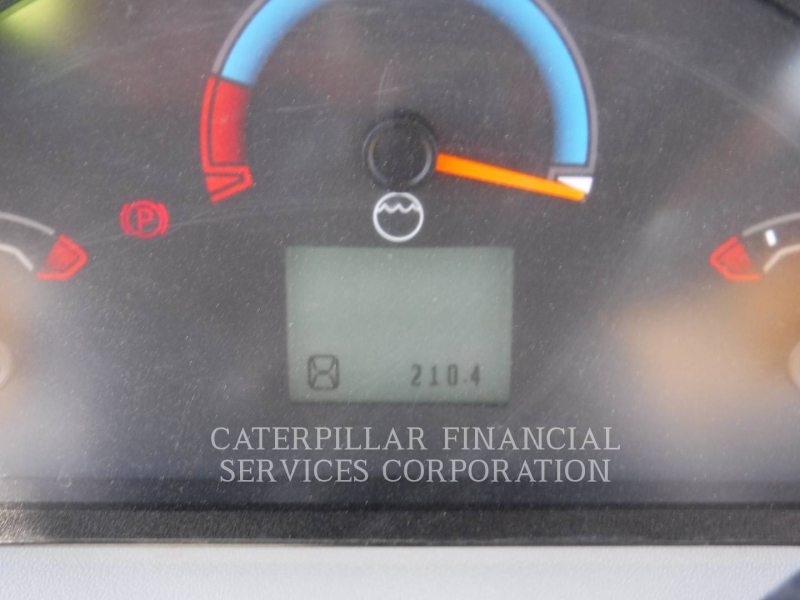 P
210.4
CATERPILLAR FINANCIAL
SERVICES CORPORATION